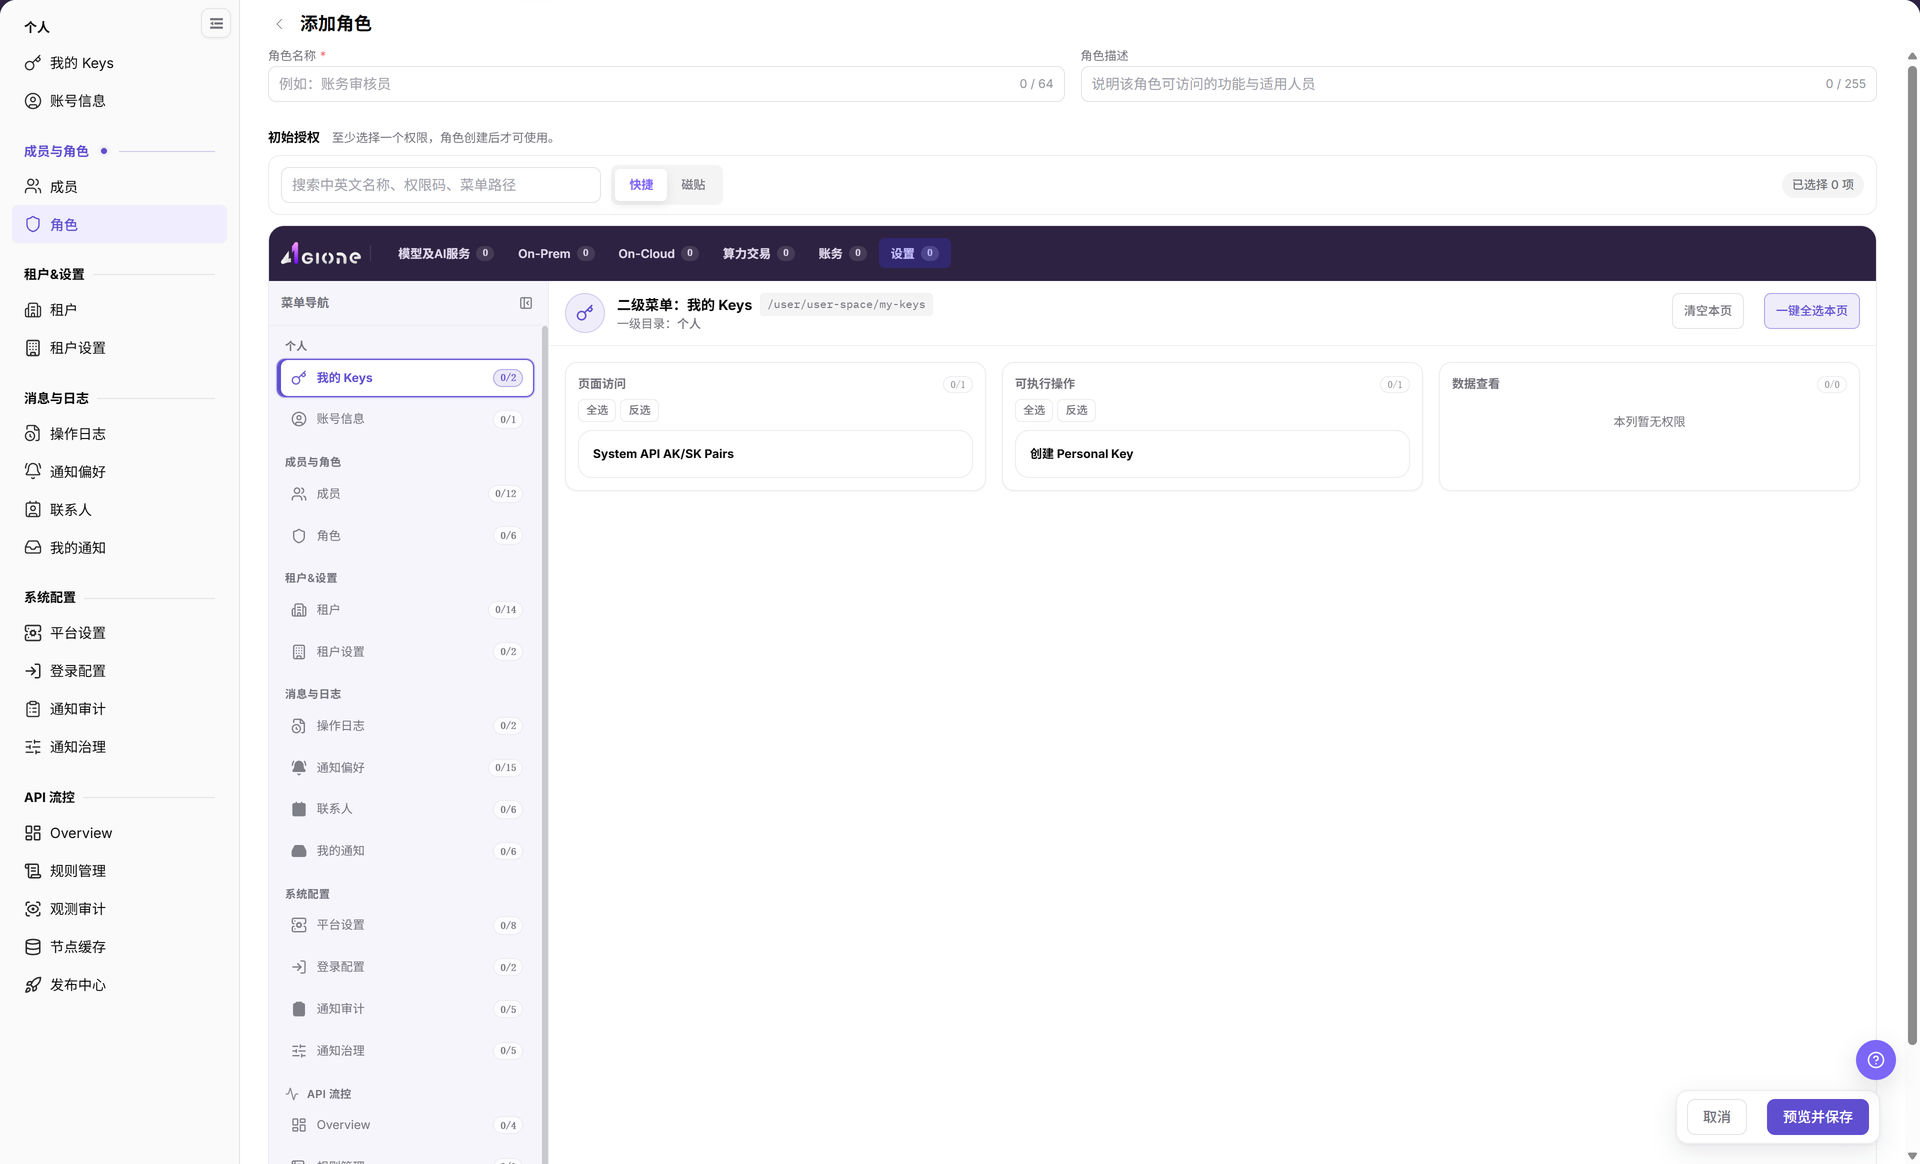 个人
我的 Keys
账号信息
成员与角色
成员
角色
租户&设置
租户
租户设置
消息与日志
操作日志
通知偏好
联系人
我的通知
系统配置
平台设置
登录配置
通知审计
通知治理
API 流控
Overview
规则管理
观测审计
节点缓存
发布中心
添加角色
角色名称 *
例如：账务审核员 0 / 64
角色描述
说明该角色可访问的功能与适用人员 0 / 255
初始授权 至少选择一个权限，角色创建后才可使用。
搜索中英文名称、权限码、菜单路径 快捷 磁贴 已选择 0 项
AGIONE 模型及AI服务 0 On-Prem 0 On-Cloud 0 算力交易 0 账务 0 设置 0
菜单导航
个人
我的 Keys 0/2
账号信息 0/1
成员与角色
成员 0/12
角色 0/6
租户&设置
租户 0/14
租户设置 0/2
消息与日志
操作日志 0/2
通知偏好 0/15
联系人 0/6
我的通知 0/6
系统配置
平台设置 0/8
登录配置 0/2
通知审计 0/5
通知治理 0/5
API 流控
Overview 0/4
二级菜单：我的 Keys /user/user-space/my-keys
一级目录：个人
清空本页 一键全选本页
页面访问 0/1
全选 反选
System API AK/SK Pairs
可执行操作 0/1
全选 反选
创建 Personal Key
数据查看 0/0
本列暂无权限
取消 预览并保存